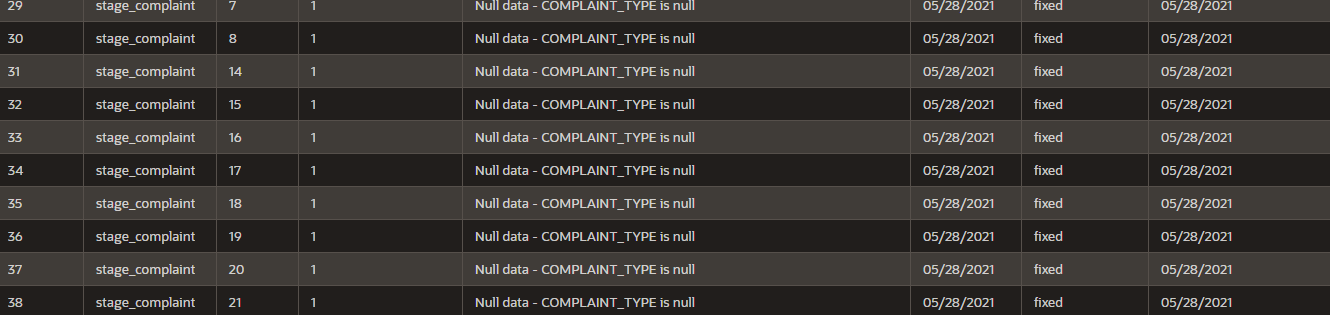 29 stage_complaint 7 1 Null data - COMPLAINT_TYPE is null 05/28/2021 fixed 05/28/2021
30 stage_complaint 8 1 Null data - COMPLAINT_TYPE is null 05/28/2021 fixed 05/28/2021
31 stage_complaint 14 1 Null data - COMPLAINT_TYPE is null 05/28/2021 fixed 05/28/2021
32 stage_complaint 15 1 Null data - COMPLAINT_TYPE is null 05/28/2021 fixed 05/28/2021
33 stage_complaint 16 1 Null data - COMPLAINT_TYPE is null 05/28/2021 fixed 05/28/2021
34 stage_complaint 17 1 Null data - COMPLAINT_TYPE is null 05/28/2021 fixed 05/28/2021
35 stage_complaint 18 1 Null data - COMPLAINT_TYPE is null 05/28/2021 fixed 05/28/2021
36 stage_complaint 19 1 Null data - COMPLAINT_TYPE is null 05/28/2021 fixed 05/28/2021
37 stage_complaint 20 1 Null data - COMPLAINT_TYPE is null 05/28/2021 fixed 05/28/2021
38 stage_complaint 21 1 Null data - COMPLAINT_TYPE is null 05/28/2021 fixed 05/28/2021